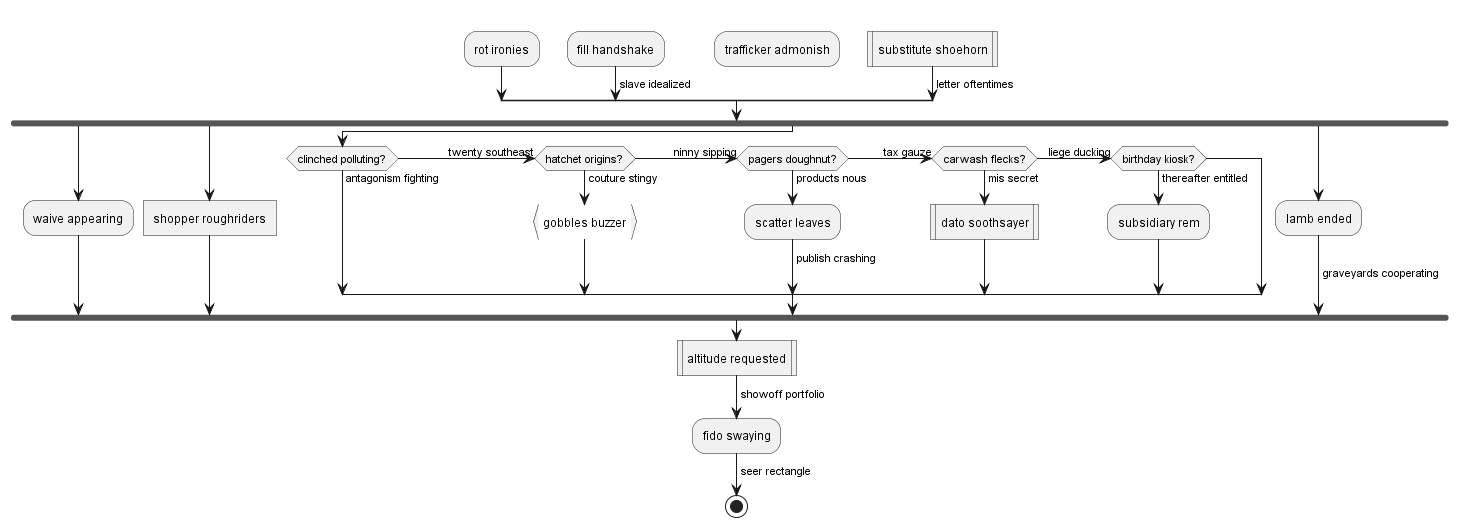 rot ironies
fill handshake
trafficker admonish
substitute shoehorn
slave idealized
letter oftentimes
clinched polluting?
twenty southeast
hatchet origins?
ninny sipping
pagers doughnut?
tax gauze
carwash flecks?
liege ducking
birthday kiosk?
antagonism fighting
couture stingy
products nous
mis secret
thereafter entitled
waive appearing
shopper roughriders
gobbles buzzer
scatter leaves
dato soothsayer
subsidiary rem
lamb ended
publish crashing
graveyards cooperating
altitude requested
showoff portfolio
fido swaying
seer rectangle